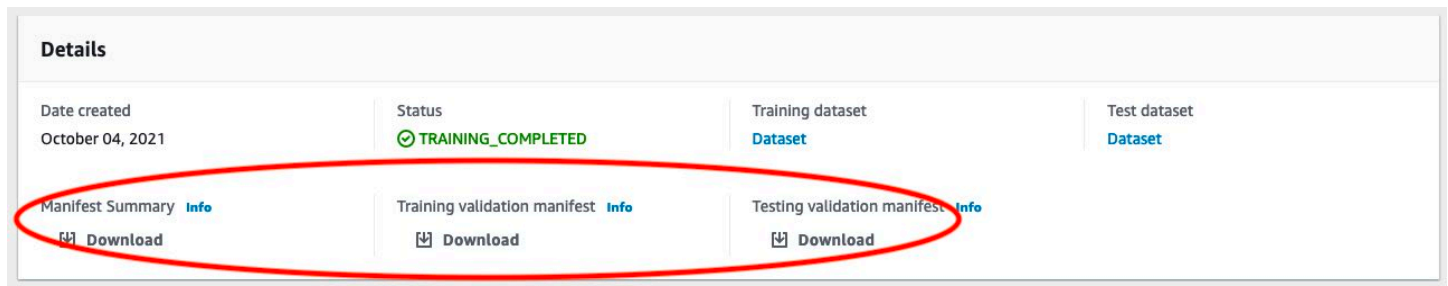 Details
Date created
October 04, 2021
Status
TRAINING_COMPLETED
Training dataset
Dataset
Test dataset
Dataset
Manifest Summary Info
Download
Training validation manifest Info
Download
Testing validation manifest Info
Download